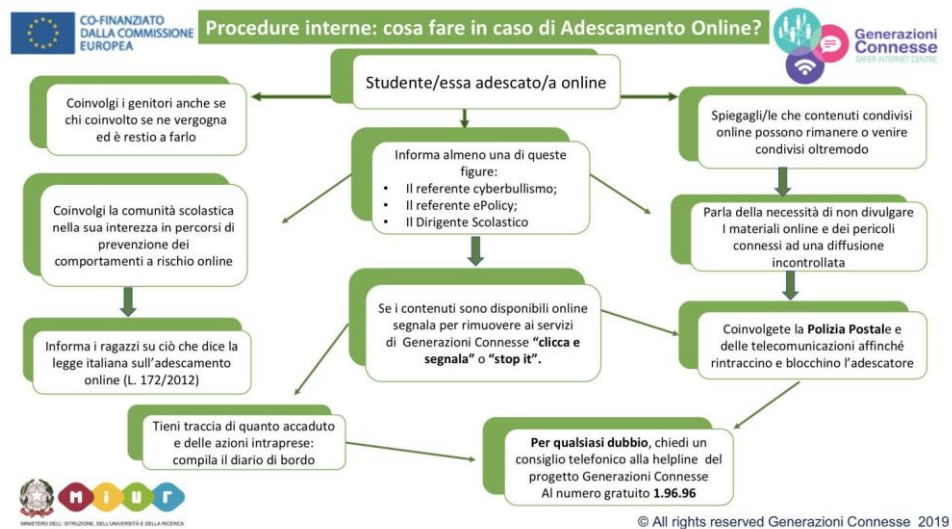 CO-FINANZIATO
DALLA COMMISSIONE
EUROPEA
Procedure interne: cosa fare in caso di Adescamento Online?
Generazioni
Connesse
SAFER INTERNET CENTRE
Studente/essa adescato/a online
Coinvolgi i genitori anche se
chi coinvolto se ne vergogna
ed è restio a farlo
Informa almeno una di queste
figure:
• Il referente cyberbullismo;
• Il referente ePolicy;
• Il Dirigente Scolastico
Spiegagli/le che contenuti condivisi
online possono rimanere o venire
condivisi oltremodo
Coinvolgi la comunità scolastica
nella sua interezza in percorsi di
prevenzione dei
comportamenti a rischio online
Parla della necessità di non divulgare
I materiali online e dei pericoli
connessi ad una diffusione
incontrollata
Informa i ragazzi su ciò che dice la
legge italiana sull'adescamento
online (L. 172/2012)
Se i contenuti sono disponibili online
segnala per rimuovere ai servizi
di Generazioni Connesse “clicca e
segnala” o “stop it”.
Coinvolgete la Polizia Postale e
delle telecomunicazioni affinché
rintraccino e blocchino l'adescatore
Tieni traccia di quanto accaduto
e delle azioni intraprese:
compila il diario di bordo
Per qualsiasi dubbio, chiedi un
consiglio telefonico alla helpline del
progetto Generazioni Connesse
Al numero gratuito 1.96.96
M i u r
MINISTERO DELL' ISTRUZIONE, DELL'UNIVERSITÀ E DELLA RICERCA
© All rights reserved Generazioni Connesse 2019